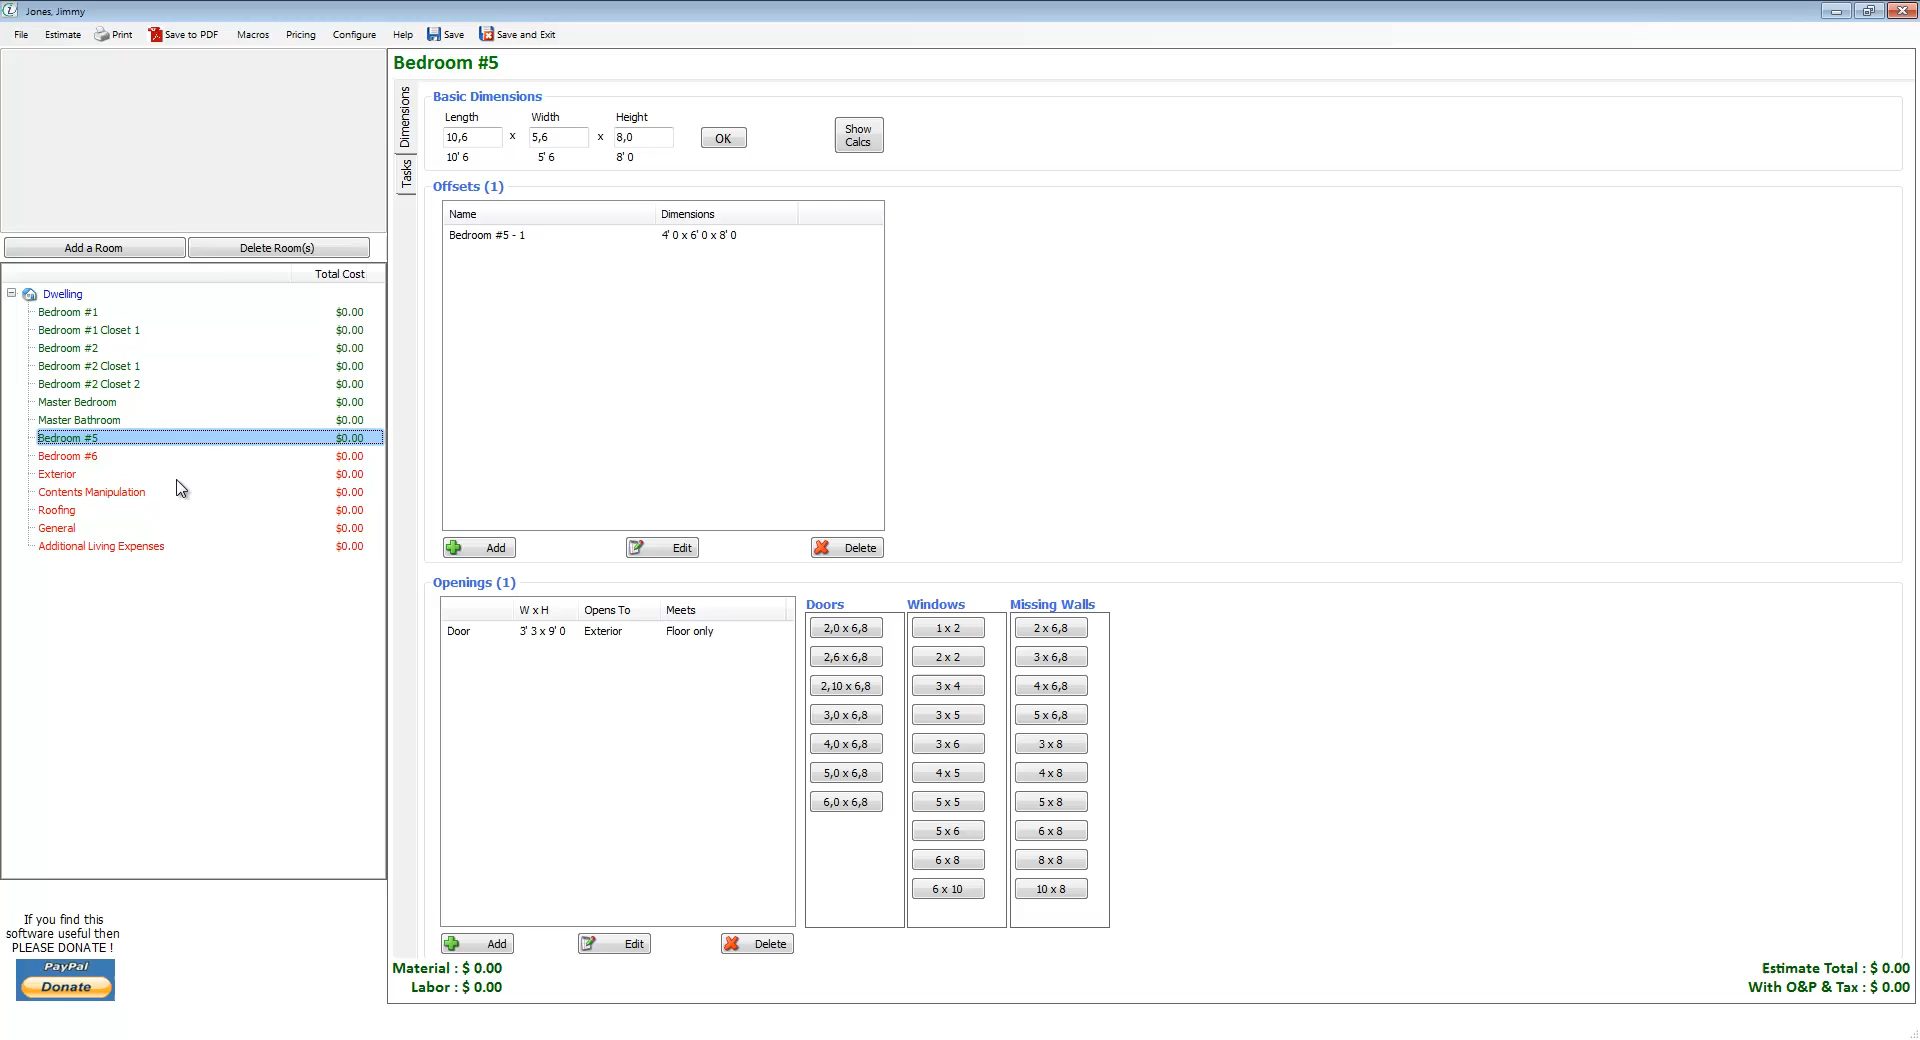 Jones, Jimmy
File Estimate Print Save to PDF Macros Pricing Configure Help Save Save and Exit
Add a Room Delete Room(s)
Total Cost
Dwelling
Bedroom #1 $0.00
Bedroom #1 Closet 1 $0.00
Bedroom #2 $0.00
Bedroom #2 Closet 1 $0.00
Bedroom #2 Closet 2 $0.00
Master Bedroom $0.00
Master Bathroom $0.00
Bedroom #5 $0.00
Bedroom #6 $0.00
Exterior $0.00
Contents Manipulation $0.00
Roofing $0.00
General $0.00
Additional Living Expenses $0.00
If you find this
software useful then
PLEASE DONATE !
PayPal
Donate
Bedroom #5
Dimensions
Tasks
Basic Dimensions
Length Width Height
10,6 x 5,6 x 8,0 OK
10' 6 5' 6 8' 0
Show
Calcs
Offsets (1)
Name Dimensions
Bedroom #5 - 1 4' 0 x 6' 0 x 8' 0
Add Edit Delete
Openings (1)
W x H Opens To Meets
Door 3' 3 x 9' 0 Exterior Floor only
Add Edit Delete
Doors Windows Missing Walls
2,0 x 6,8 1 x 2 2 x 6,8
2,6 x 6,8 2 x 2 3 x 6,8
2,10 x 6,8 3 x 4 4 x 6,8
3,0 x 6,8 3 x 5 5 x 6,8
4,0 x 6,8 3 x 6 3 x 8
5,0 x 6,8 4 x 5 4 x 8
6,0 x 6,8 5 x 5 5 x 8
5 x 6 6 x 8
6 x 8 8 x 8
6 x 10 10 x 8
Material : $ 0.00
Labor : $ 0.00
Estimate Total : $ 0.00
With O&P & Tax : $ 0.00